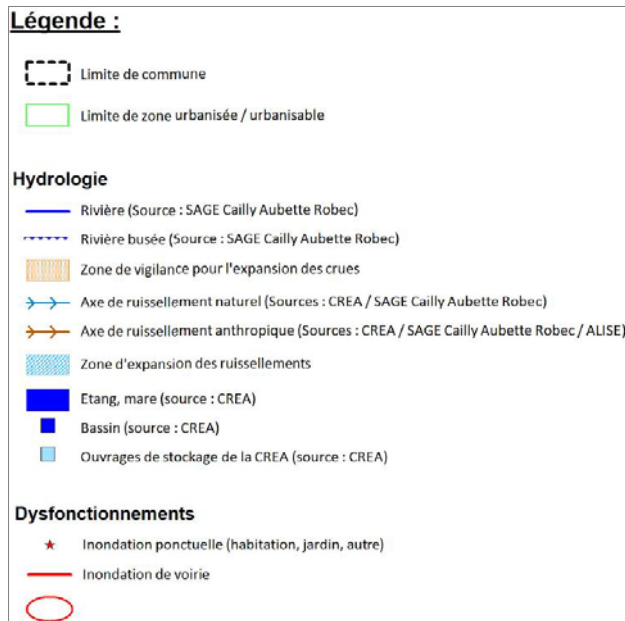 Légende :
Limite de commune
Limite de zone urbanisée / urbanisable
Hydrologie
Rivière (Source : SAGE Cailly Aubette Robec)
Rivière busée (Source : SAGE Cailly Aubette Robec)
Zone de vigilance pour l'expansion des crues
Axe de ruissellement naturel (Sources : CREA / SAGE Cailly Aubette Robec)
Axe de ruissellement anthropique (Sources : CREA / SAGE Cailly Aubette Robec / ALISE)
Zone d'expansion des ruissellements
Etang, mare (source : CREA)
Bassin (source : CREA)
Ouvrages de stockage de la CREA (source : CREA)
Dysfonctionnements
Inondation ponctuelle (habitation, jardin, autre)
Inondation de voirie